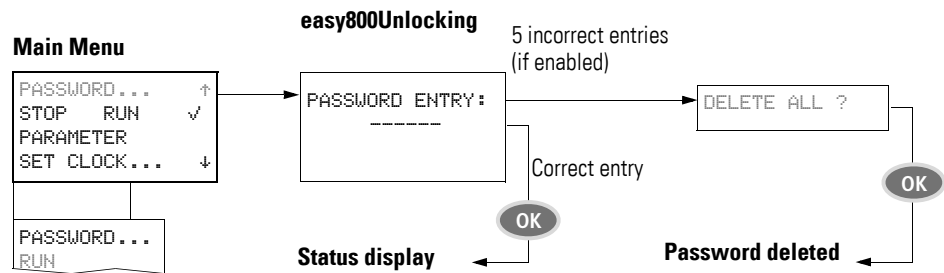 easy800Unlocking
Main Menu
5 incorrect entries
(if enabled)
PASSWORD... ↑
STOP RUN √
PARAMETER
SET CLOCK... ↓
PASSWORD ENTRY:
------
DELETE ALL ?
Correct entry
OK
OK
PASSWORD...
RUN
Status display
Password deleted